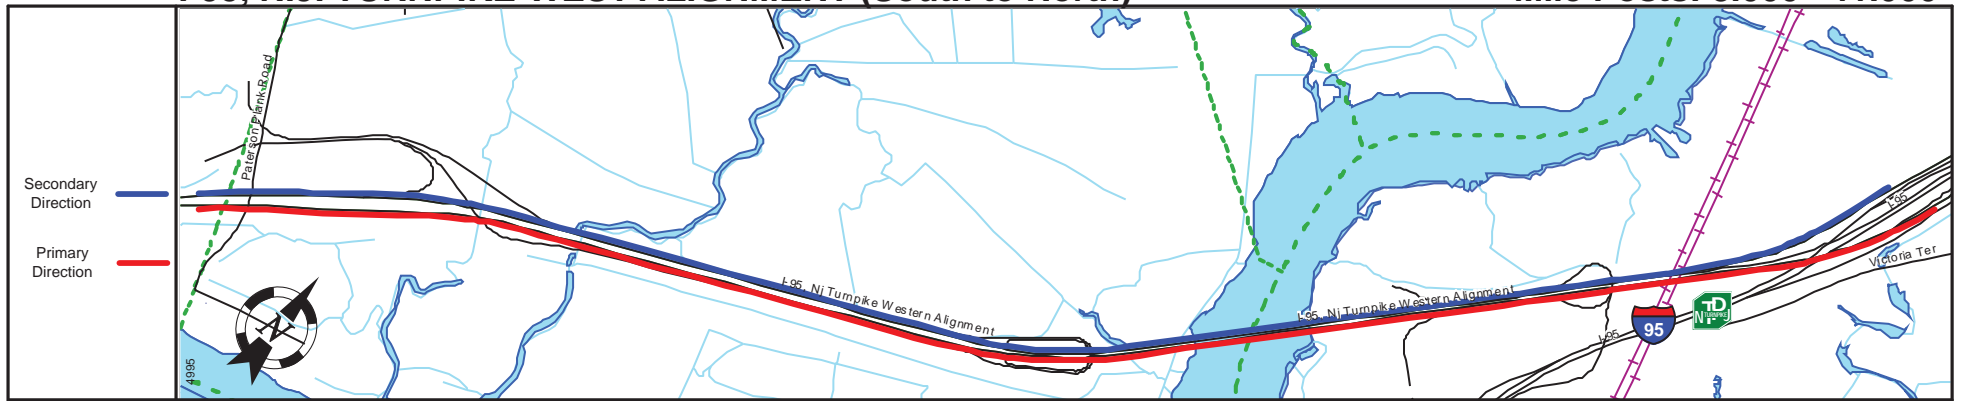 Secondary
Direction
Primary
Direction
Paterson Plank Road
4995
N
I-95, Nj Turnpike Western Alignment
I-95, Nj Turnpike Western Alignment
I-95
95
TURNPIKE
I-95
Victoria Ter